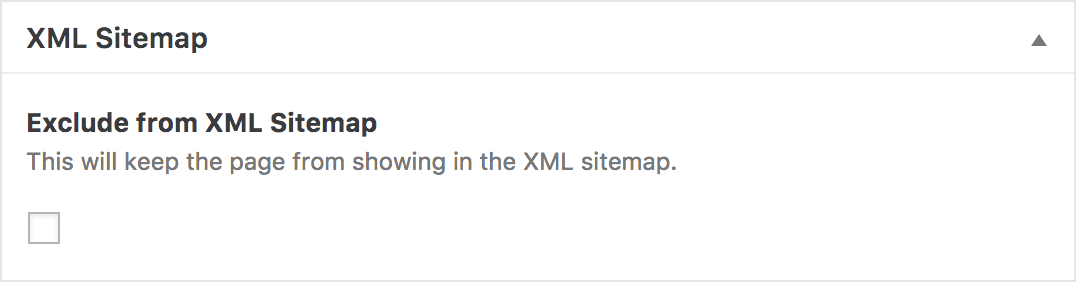 XML Sitemap
Exclude from XML Sitemap
This will keep the page from showing in the XML sitemap.